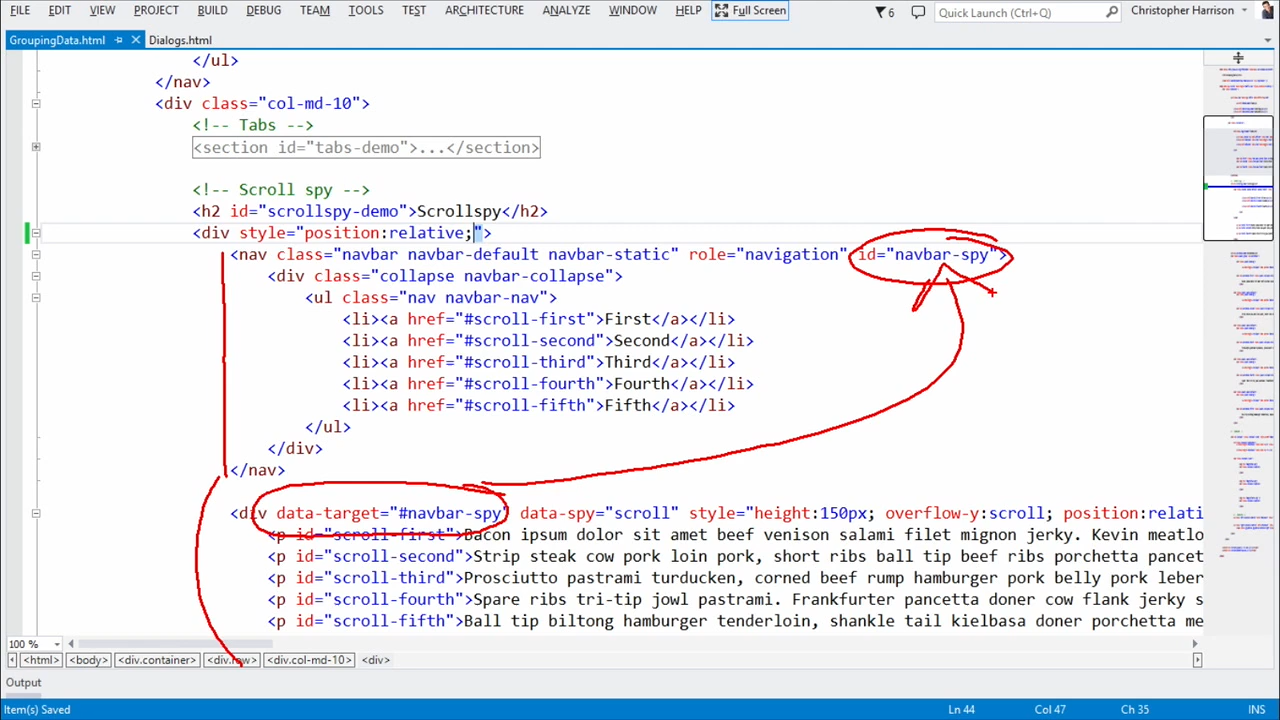 FILE EDIT VIEW PROJECT BUILD DEBUG TEAM TOOLS TEST ARCHITECTURE ANALYZE WINDOW HELP Full Screen 6 Quick Launch (Ctrl+Q) Christopher Harrison
GroupingData.html Dialogs.html
</ul>
</nav>
<div class="col-md-10">
<!-- Tabs -->
<section id="tabs-demo">...</section>
<!-- Scroll spy -->
<h2 id="scrollspy-demo">Scrollspy</h2>
<div style="position:relative;">
<nav class="navbar navbar-default navbar-static" role="navigation" id="navbar-spy">
<div class="collapse navbar-collapse">
<ul class="nav navbar-nav">
<li><a href="#scroll-first">First</a></li>
<li><a href="#scroll-second">Second</a></li>
<li><a href="#scroll-third">Third</a></li>
<li><a href="#scroll-fourth">Fourth</a></li>
<li><a href="#scroll-fifth">Fifth</a></li>
</ul>
</div>
</nav>
<div data-target="#navbar-spy" data-spy="scroll" style="height:150px; overflow-y:scroll; position:relati
<p id="scroll-first">Bacon ipsum dolor sit amet beef venison salami filet mignon jerky. Kevin meatlo
<p id="scroll-second">Strip steak cow pork loin pork, short ribs ball tip beef ribs porchetta pancet
<p id="scroll-third">Prosciutto pastrami turducken, corned beef rump hamburger pork belly pork leber
<p id="scroll-fourth">Spare ribs tri-tip jowl pastrami. Frankfurter pancetta doner cow flank jerky s
<p id="scroll-fifth">Ball tip biltong hamburger tenderloin, shankle tail kielbasa doner porchetta me
100 %
<html> <body> <div.container> <div.row> <div.col-md-10> <div>
Output
Item(s) Saved Ln 44 Col 47 Ch 35 INS